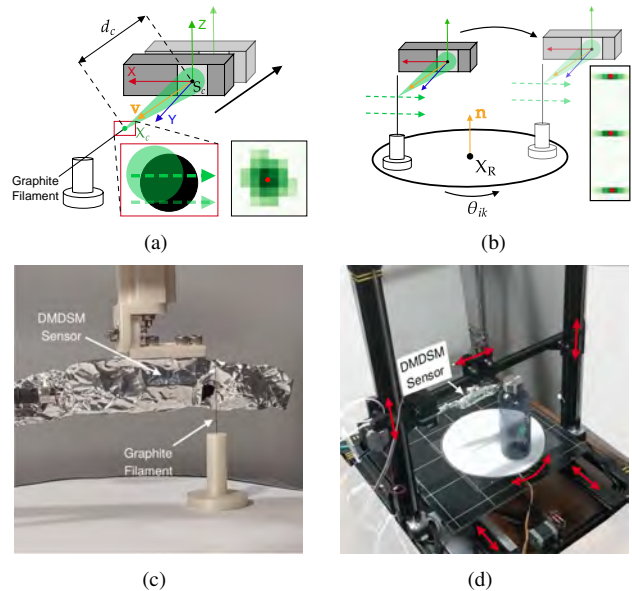 d_c
Z
X
S_c
v
Y
X_c
Graphite
Filament
(a)
n
X_R
θ_ik
(b)
DMDSM
Sensor
Graphite
Filament
(c)
DMDSM
Sensor
(d)